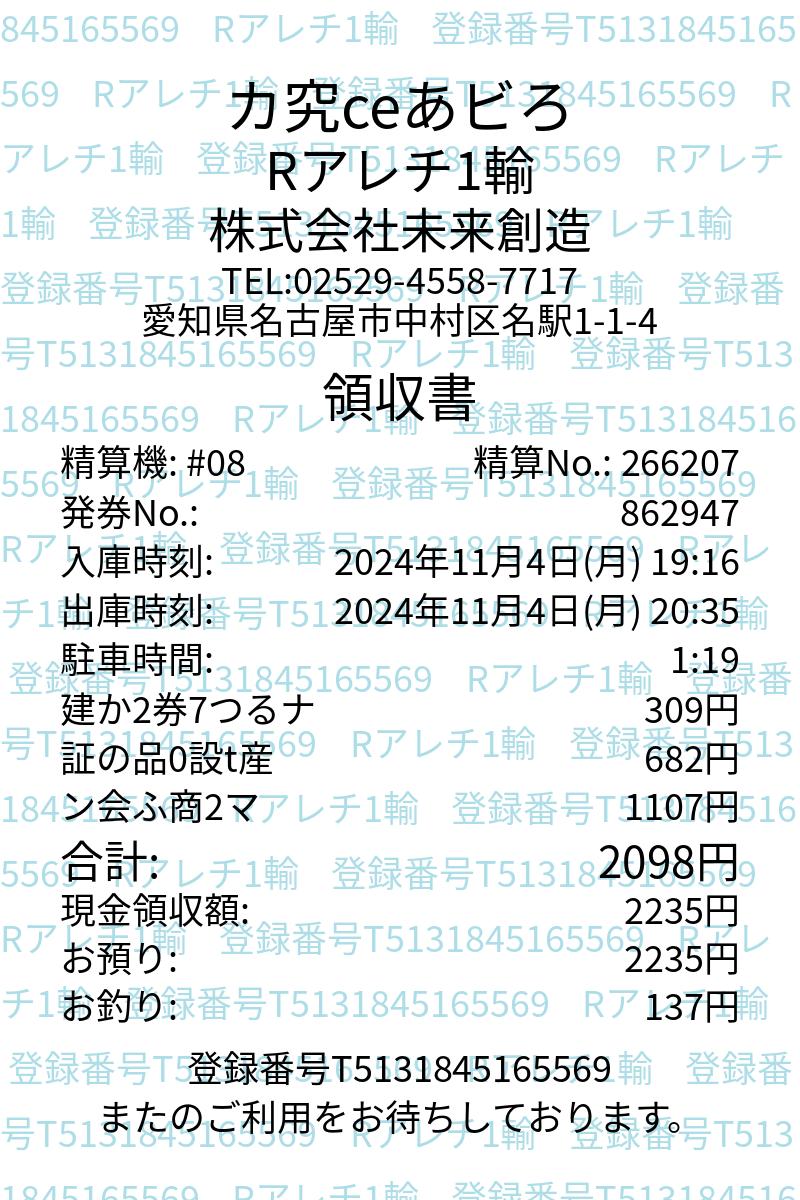 カ究ceあビろ
Rアレチ1輸
株式会社未来創造
TEL:02529-4558-7717
愛知県名古屋市中村区名駅1-1-4
領収書
精算機: #08 精算No.: 266207
発券No.: 862947
入庫時刻: 2024年11月4日(月) 19:16
出庫時刻: 2024年11月4日(月) 20:35
駐車時間: 1:19
建か2券7つるナ 309円
証の品0設t産 682円
ン会ふ商2マ 1107円
合計: 2098円
現金領収額: 2235円
お預り: 2235円
お釣り: 137円
登録番号T5131845165569
またのご利用をお待ちしております。